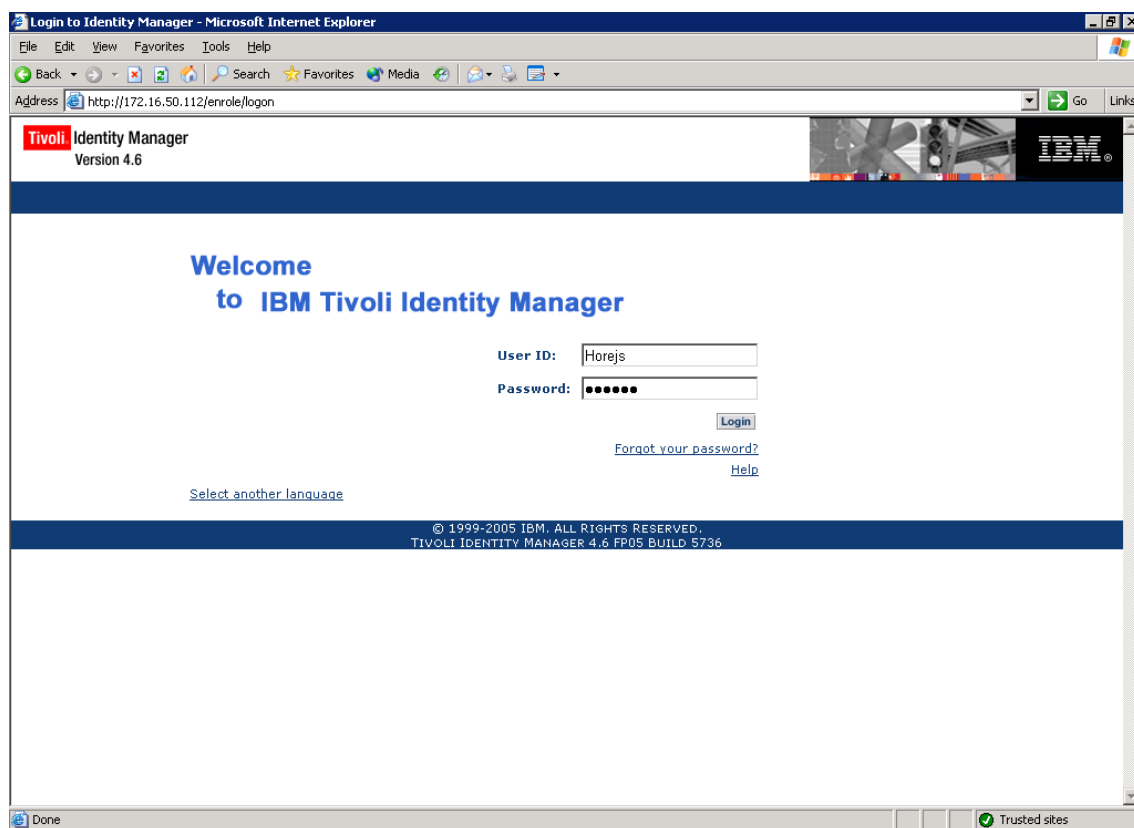 Login to Identity Manager - Microsoft Internet Explorer
File Edit View Favorites Tools Help
Back Search Favorites Media
Address http://172.16.50.112/enrole/logon Go Links
Tivoli. Identity Manager
Version 4.6
IBM®
Welcome
to IBM Tivoli Identity Manager
User ID: Horejs
Password: ●●●●●●
Login
Forgot your password?
Help
Select another language
© 1999-2005 IBM. ALL RIGHTS RESERVED.
TIVOLI IDENTITY MANAGER 4.6 FP05 BUILD 5736
Done Trusted sites